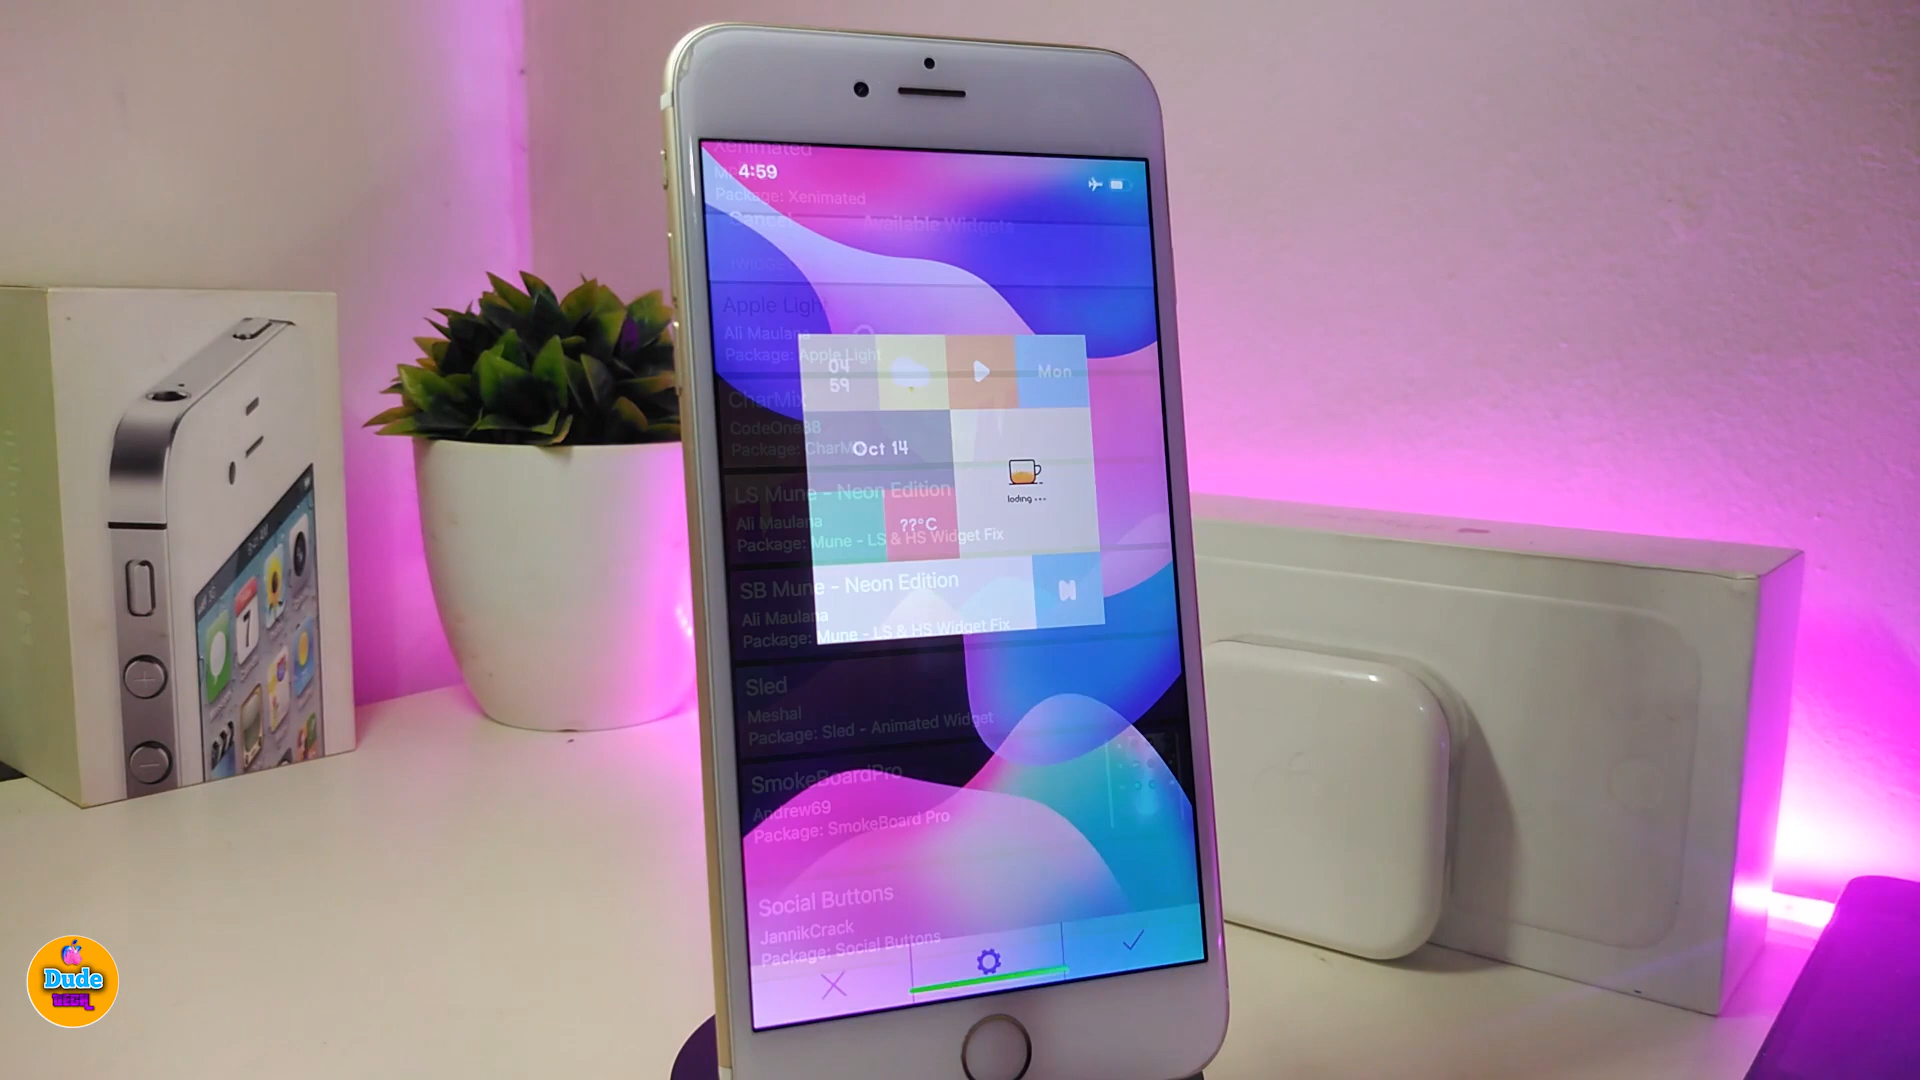 Xenimated
4:59
Package: Xenimated
Cancel
Available Widgets
Apple Light
Ali Maulana
Package: Apple Light
04
59
Mon
CharMix
CodeOne88
Package: CharM
Oct 14
loding ...
LS Mune - Neon Edition
Ali Maulana
??°C
Package: Mune - LS & HS Widget Fix
SB Mune - Neon Edition
Ali Maulana
Package: Mune - LS & HS Widget Fix
Sled
Meshal
Package: Sled - Animated Widget
SmokeBoardPro
Andrew69
Package: SmokeBoard Pro
Social Buttons
JannikCrack
Package: Social Buttons
7
Dude
TECH